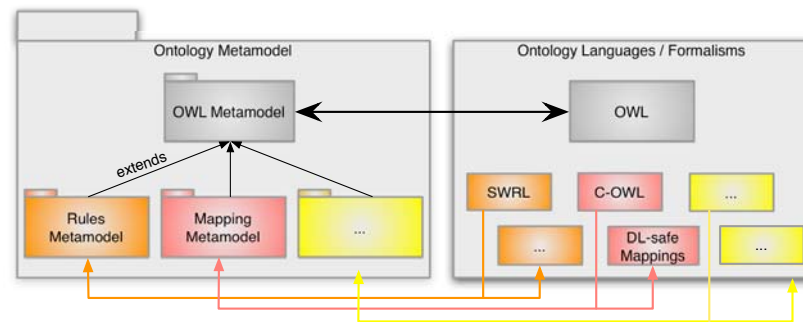 Ontology Metamodel
OWL Metamodel
extends
Rules
Metamodel
Mapping
Metamodel
...
Ontology Languages / Formalisms
OWL
SWRL
C-OWL
...
...
DL-safe
Mappings
...